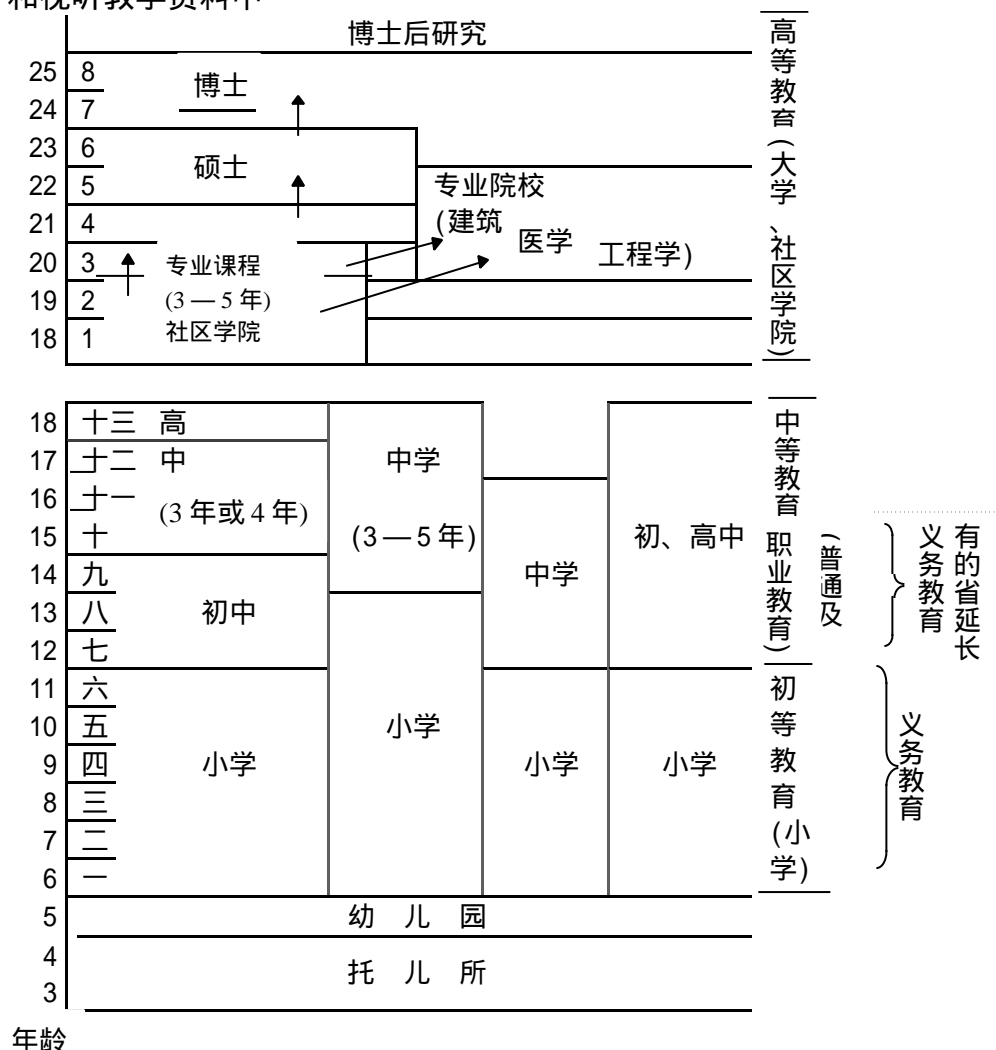 和视听教学资料中
博士后研究
25 8
博士
24 7
23 6
硕士
22 5
专业院校
21 4
(建筑
医学
工程学)
20 3
专业课程
19 2
(3 — 5 年)
18 1
社区学院
高等教育(大学、社区学院)
18 十三 高
17 十二 中
中学
16 十一
(3 年或 4 年)
15 十
(3 — 5 年)
初、高中
14 九
中学
13 八
初中
12 七
11 六
10 五
小学
9 四
小学
小学
小学
8 三
7 二
6 一
5
幼 儿 园
4
托 儿 所
3
年龄
中等教育
(普通及
职业教育)
初等教育(小学)
有的省延长
义务教育
义务教育